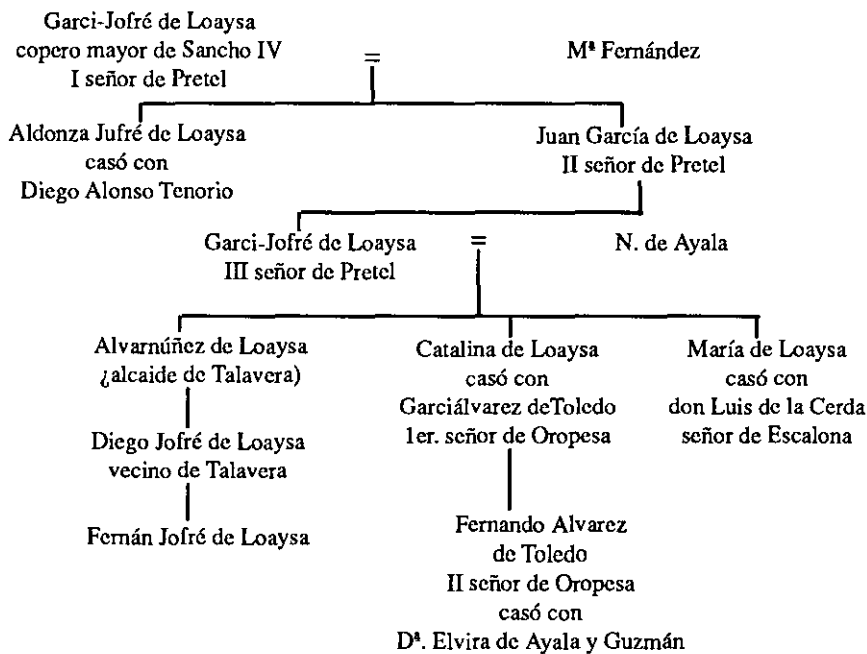 Garci-Jofré de Loaysa
copero mayor de Sancho IV
I señor de Pretel
=
Mª Fernández
Aldonza Jufré de Loaysa
casó con
Diego Alonso Tenorio
Juan García de Loaysa
II señor de Pretel
Garci-Jofré de Loaysa
III señor de Pretel
=
N. de Ayala
Alvarnúñez de Loaysa
¿alcaide de Talavera)
Diego Jofré de Loaysa
vecino de Talavera
Fernán Jofré de Loaysa
Catalina de Loaysa
casó con
Garciálvarez deToledo
1er. señor de Oropesa
Fernando Alvarez
de Toledo
II señor de Oropesa
casó con
Dª. Elvira de Ayala y Guzmán
María de Loaysa
casó con
don Luis de la Cerda
señor de Escalona